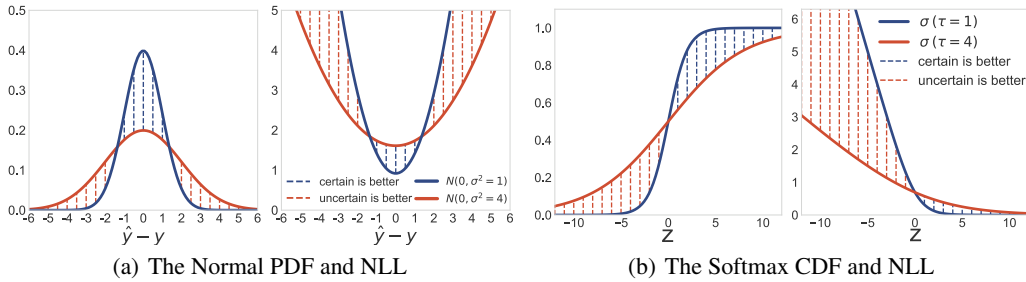 0.5
0.4
0.3
0.2
0.1
0.0
-6 -5 -4 -3 -2 -1 0 1 2 3 4 5 6
ŷ − y
5
4
3
2
1
0
-6 -5 -4 -3 -2 -1 0 1 2 3 4 5 6
ŷ − y
certain is better
uncertain is better
N(0, σ² = 1)
N(0, σ² = 4)
(a) The Normal PDF and NLL
1.0
0.8
0.6
0.4
0.2
0.0
−5 0 5 10
z
6
5
4
3
2
1
0
−10 −5 0 5 10
z
σ (τ = 1)
σ (τ = 4)
certain is better
uncertain is better
(b) The Softmax CDF and NLL